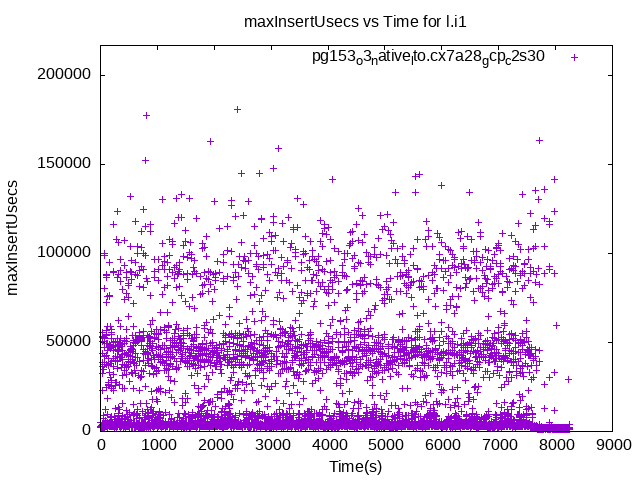 maxInsertUsecs vs Time for l.i1
pg153_o3_native_lto.cx7a28_gcp_c2s30
200000
150000
100000
50000
0
maxInsertUsecs
0 1000 2000 3000 4000 5000 6000 7000 8000 9000
Time(s)